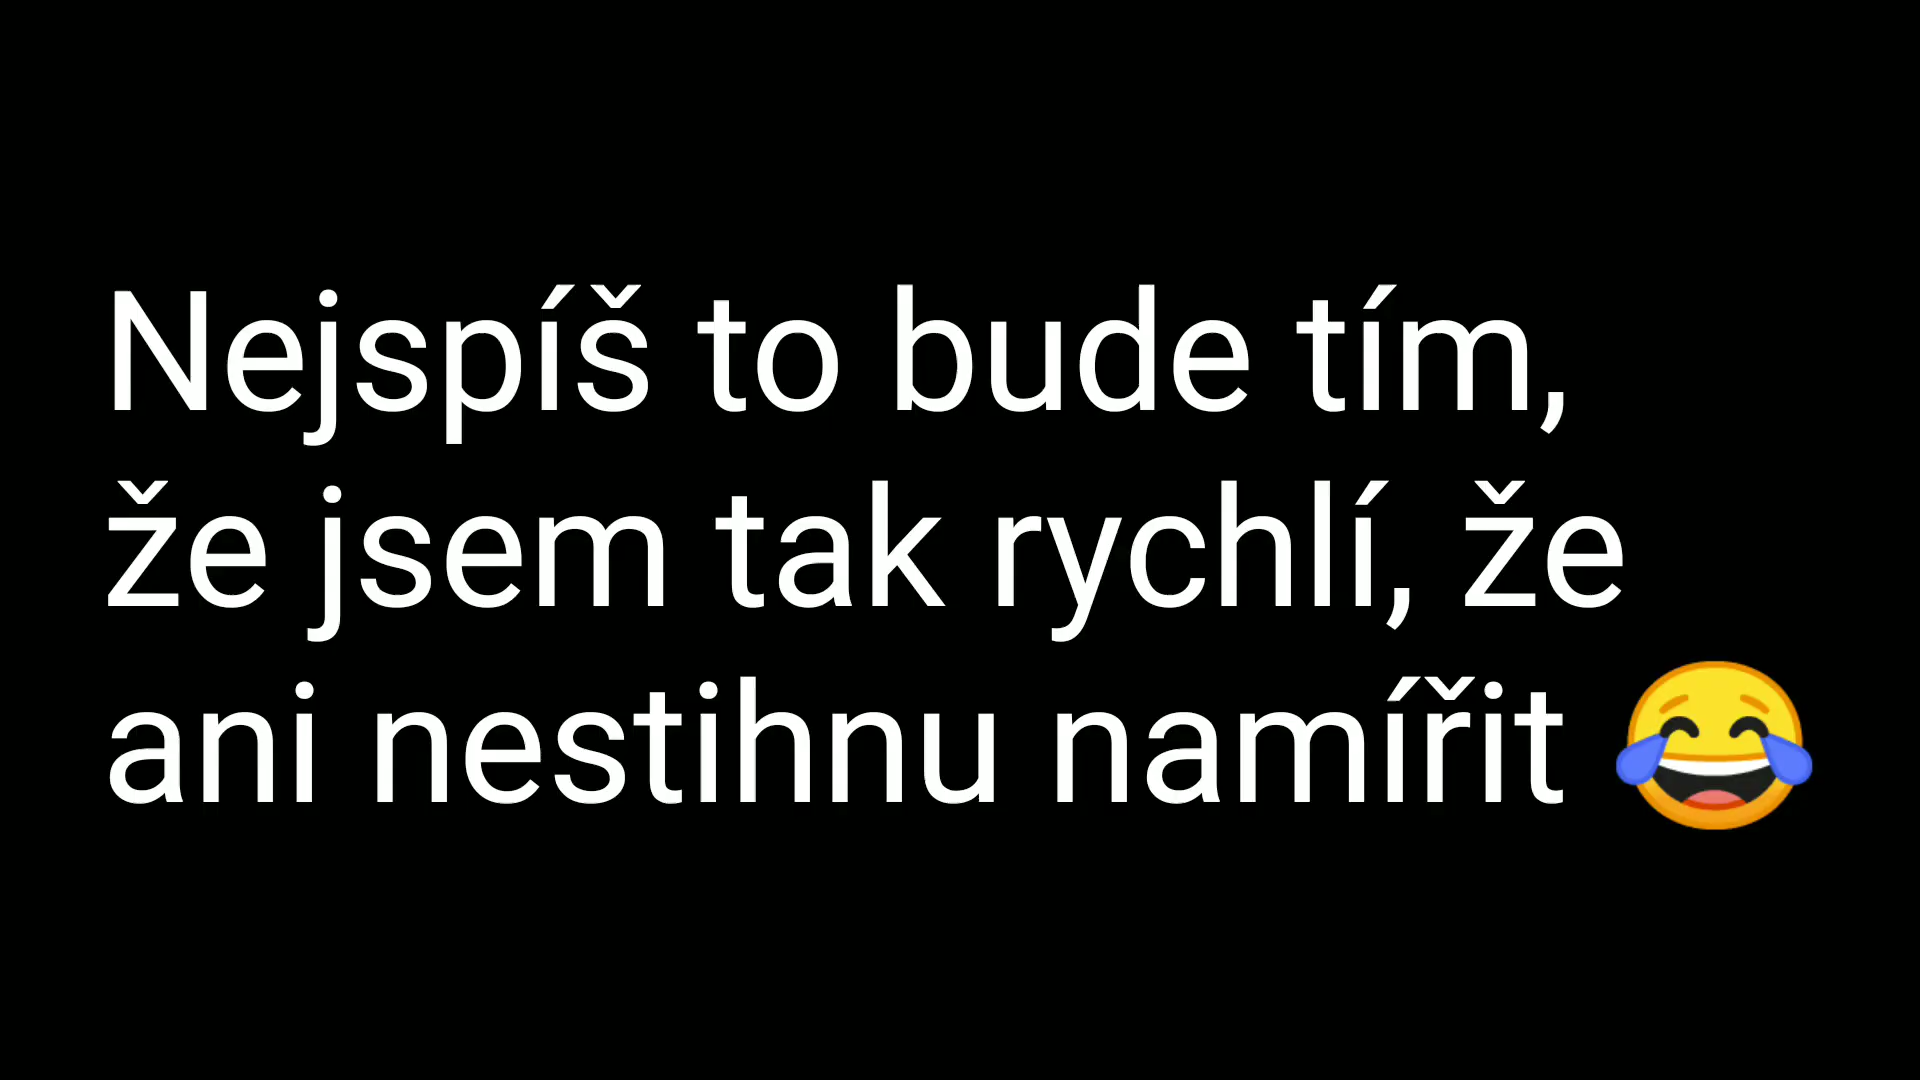 Nejspíš to bude tím,
že jsem tak rychlí, že
ani nestihnu namířit 😂